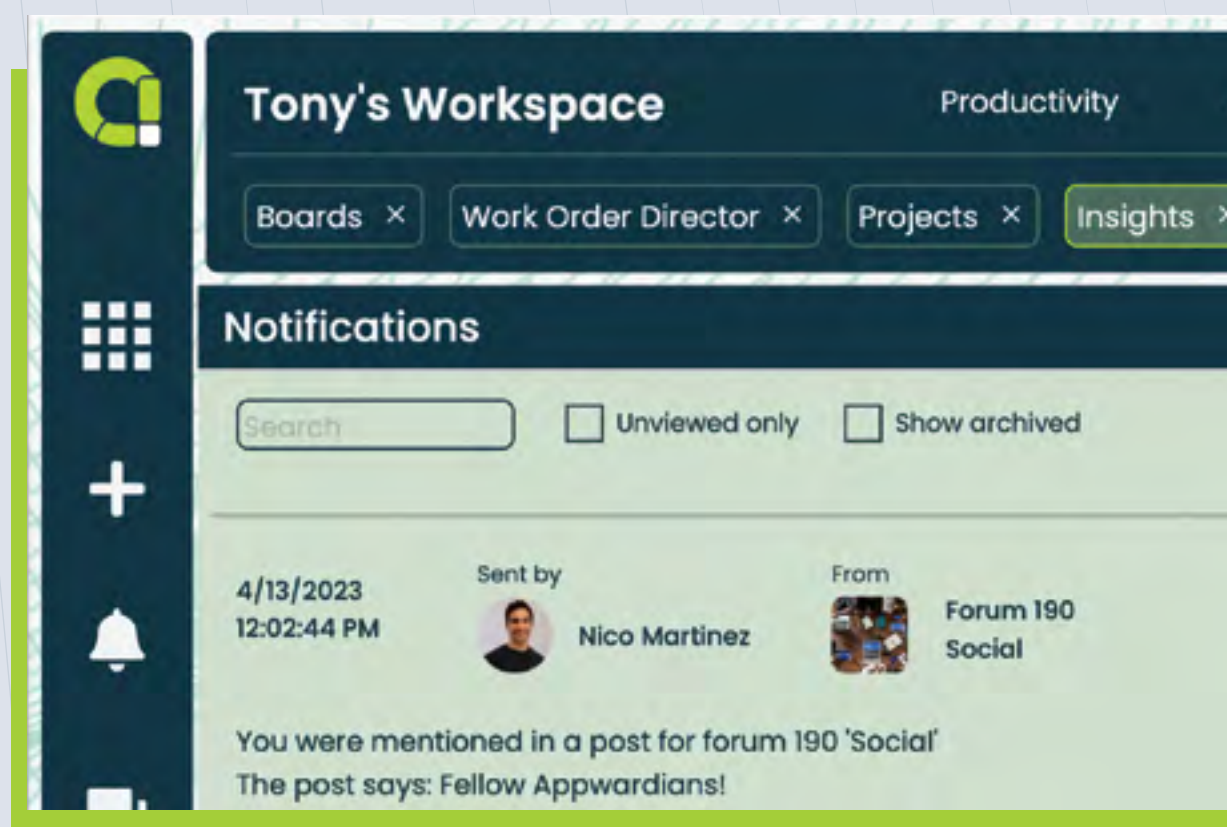 Tony's Workspace Productivity
Boards × Work Order Director × Projects × Insights ×
Notifications
Search Unviewed only Show archived
4/13/2023 Sent by From
12:02:44 PM Nico Martinez Forum 190
Social
You were mentioned in a post for forum 190 'Social'
The post says: Fellow Appwardians!